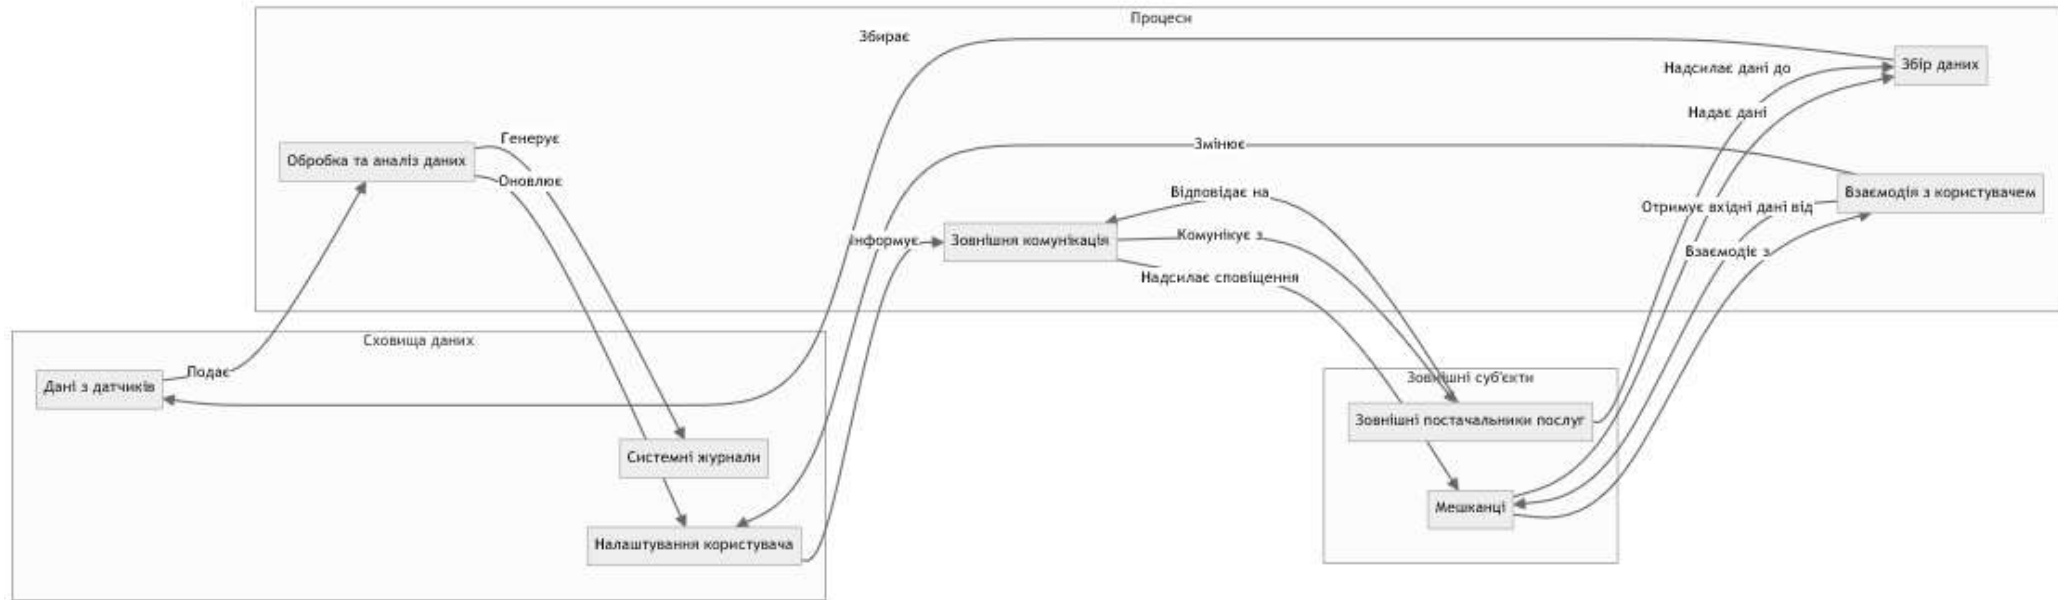 Процеси
Збирає
Збір даних
Надсилає дані до
Надає дані
Генерує
Змінює
Обробка та аналіз даних
Оновлює
Відповідає на
Взаємодія з користувачем
Отримує вхідні дані від
Інформує
Зовнішня комунікація
Комунікує з
Взаємодіє з
Надсилає сповіщення
Сховища даних
Подає
Дані з датчиків
Зовнішні суб'єкти
Зовнішні постачальники послуг
Системні журнали
Мешканці
Налаштування користувача